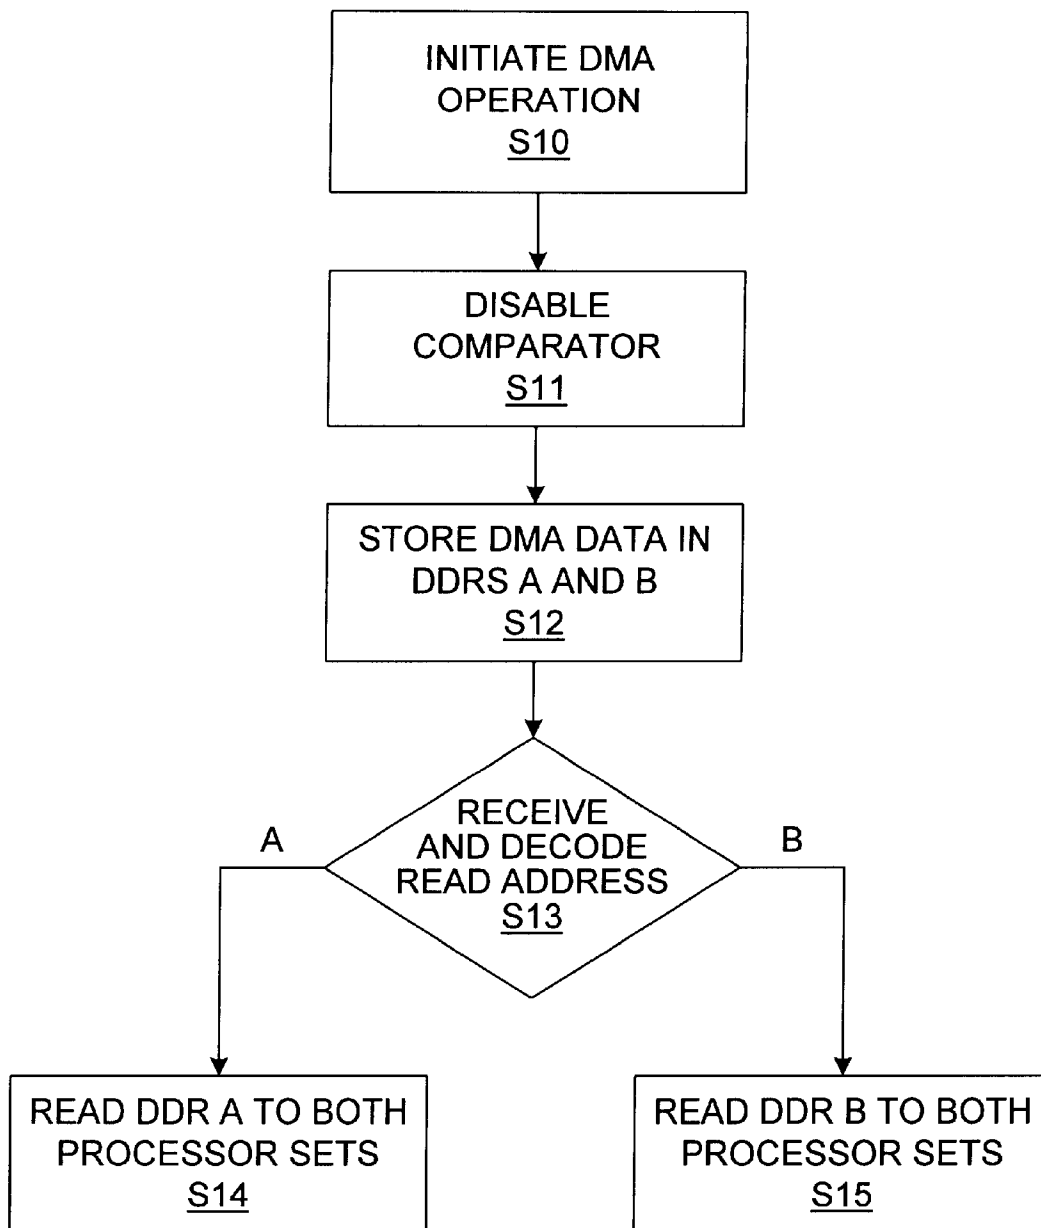 INITIATE DMA
OPERATION
S10
DISABLE
COMPARATOR
S11
STORE DMA DATA IN
DDRS A AND B
S12
RECEIVE
AND DECODE
READ ADDRESS
S13
A
B
READ DDR A TO BOTH
PROCESSOR SETS
S14
READ DDR B TO BOTH
PROCESSOR SETS
S15